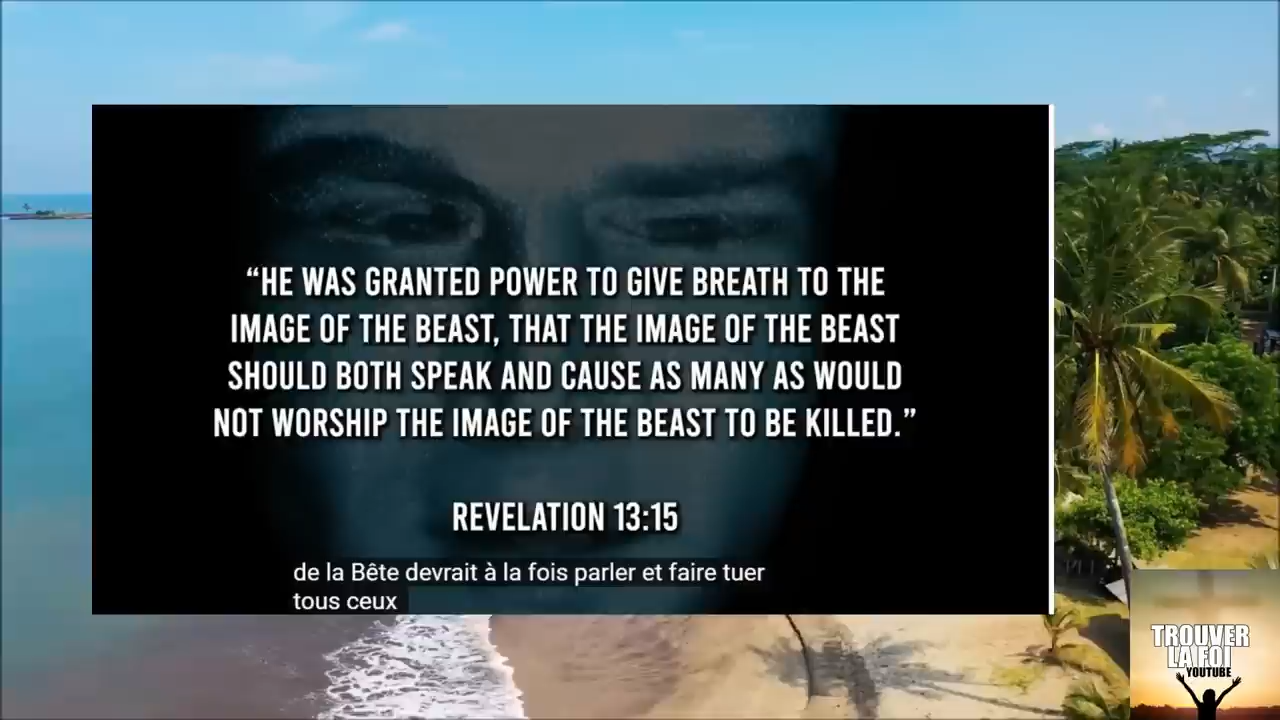 “HE WAS GRANTED POWER TO GIVE BREATH TO THE
IMAGE OF THE BEAST, THAT THE IMAGE OF THE BEAST
SHOULD BOTH SPEAK AND CAUSE AS MANY AS WOULD
NOT WORSHIP THE IMAGE OF THE BEAST TO BE KILLED.”
REVELATION 13:15
de la Bête devrait à la fois parler et faire tuer
tous ceux
TROUVER
LA FOI
YOUTUBE